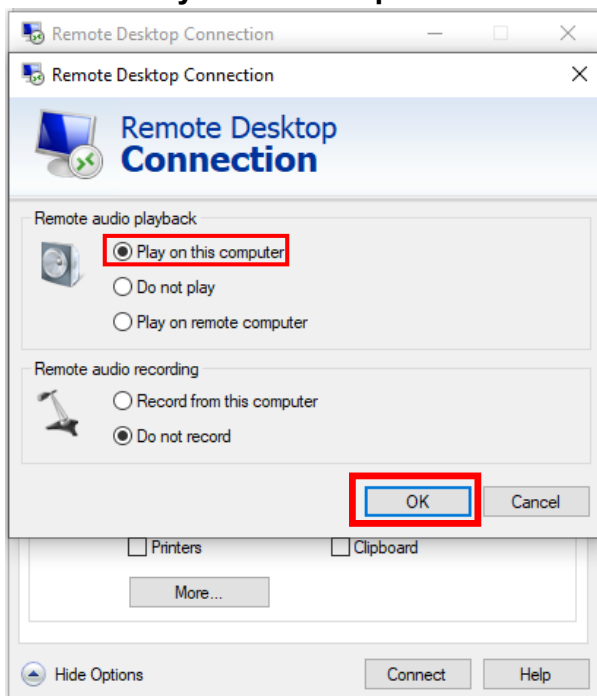 Remote Desktop Connection
Remote Desktop Connection
Remote Desktop
Connection
Remote audio playback
Play on this computer
Do not play
Play on remote computer
Remote audio recording
Record from this computer
Do not record
OK Cancel
Printers Clipboard
More...
Hide Options Connect Help